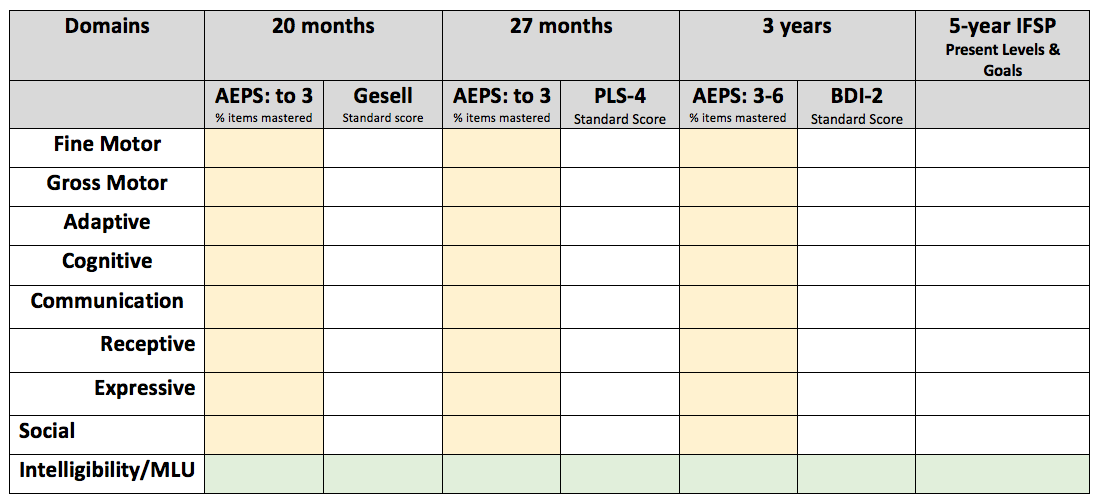 Domains 20 months 27 months 3 years 5-year IFSP
Present Levels &
Goals
AEPS: to 3 Gesell AEPS: to 3 PLS-4 AEPS: 3-6 BDI-2
% items mastered Standard score % items mastered Standard Score % items mastered Standard Score
Fine Motor
Gross Motor
Adaptive
Cognitive
Communication
Receptive
Expressive
Social
Intelligibility/MLU